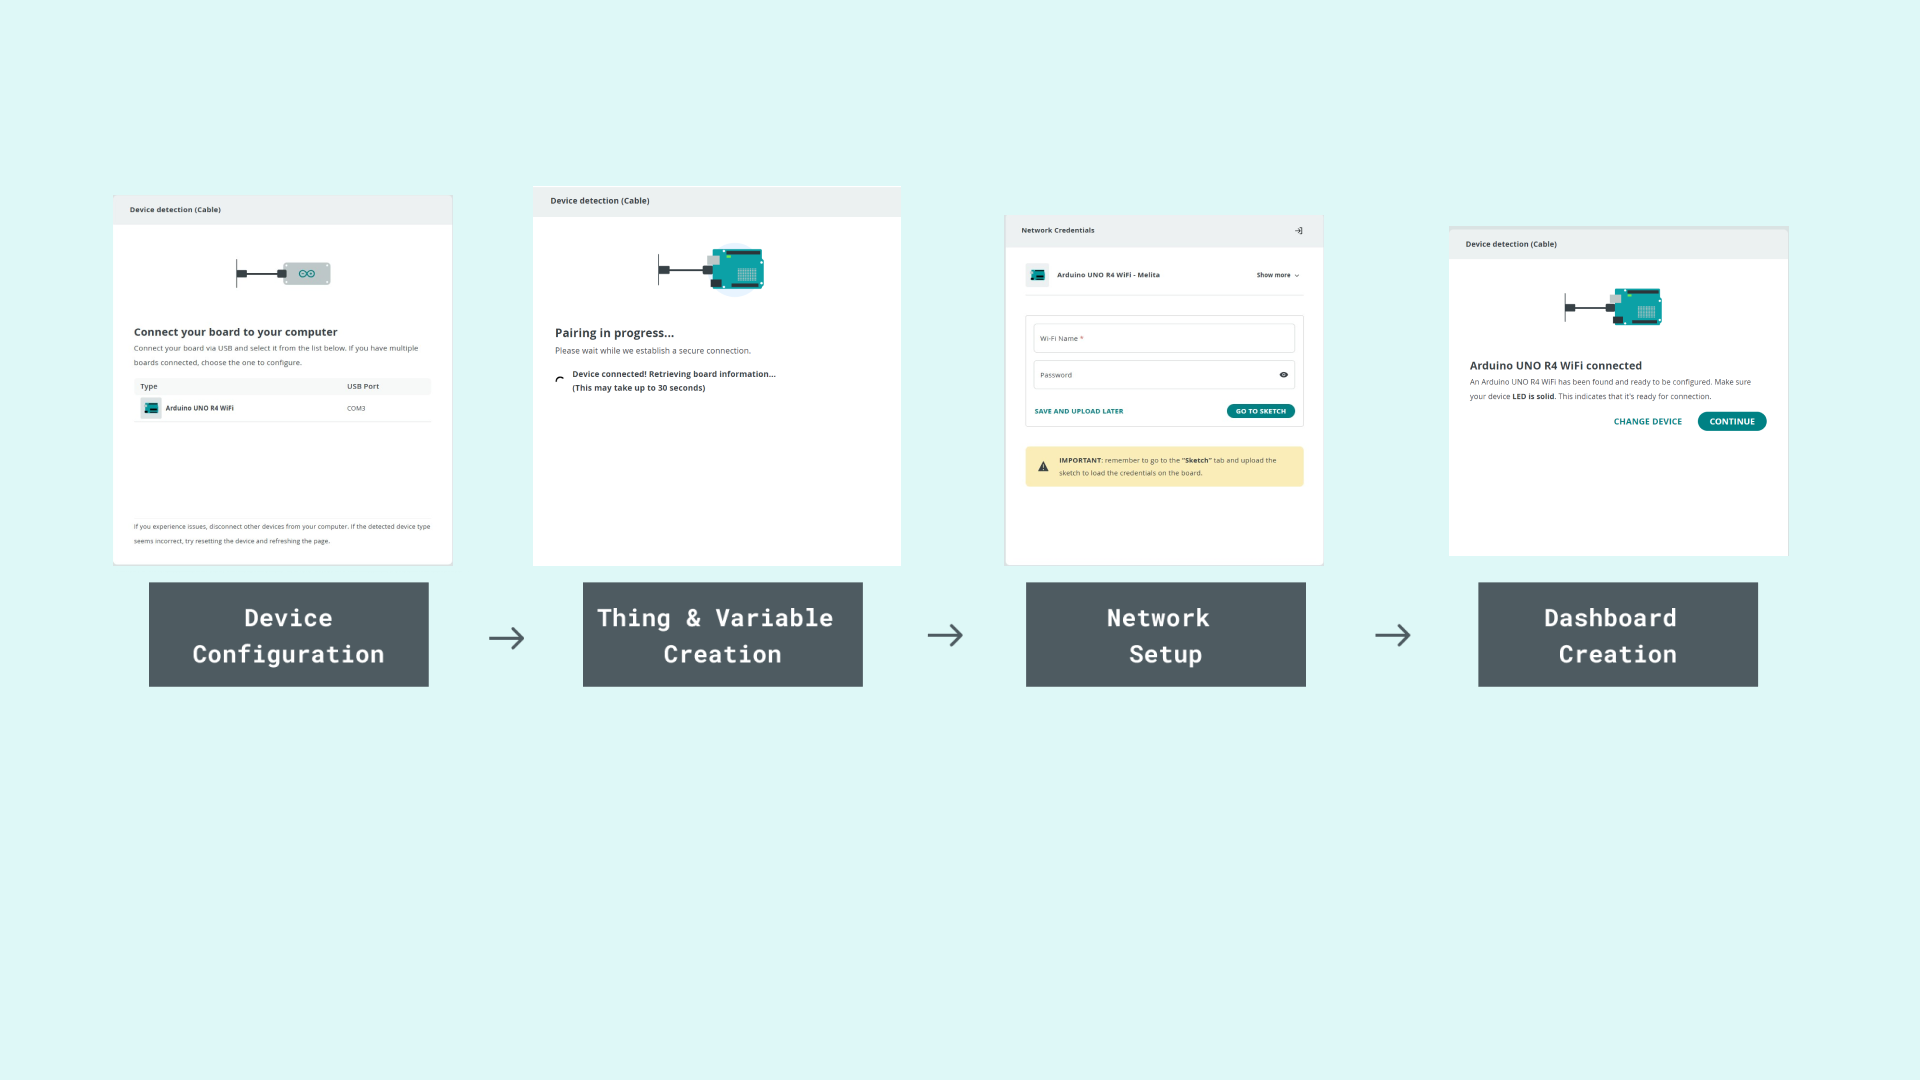 Device detection (Cable)
Connect your board to your computer
Connect your board via USB and select it from the list below. If you have multiple
boards connected, choose the one to configure.
Type USB Port
Arduino UNO R4 WiFi COM3
If you experience issues, disconnect other devices from your computer. If the detected device type
seems incorrect, try resetting the device and refreshing the page.
Device
Configuration
Device detection (Cable)
Pairing in progress...
Please wait while we establish a secure connection.
Device connected! Retrieving board information...
(This may take up to 30 seconds)
Thing & Variable
Creation
Network Credentials
Arduino UNO R4 WiFi - Melita Show more
Wi-Fi Name *
Password
SAVE AND UPLOAD LATER GO TO SKETCH
IMPORTANT: remember to go to the "Sketch" tab and upload the
sketch to load the credentials on the board.
Network
Setup
Device detection (Cable)
Arduino UNO R4 WiFi connected
An Arduino UNO R4 WiFi has been found and ready to be configured. Make sure
your device LED is solid. This indicates that it's ready for connection.
CHANGE DEVICE CONTINUE
Dashboard
Creation